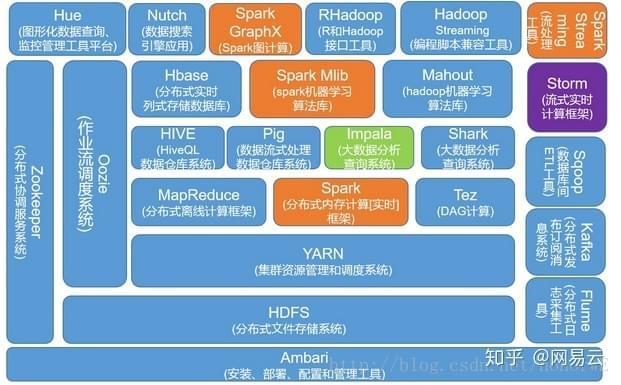 Hue
(图形化数据查询、
监控管理工具平台)
Nutch
(数据搜索
引擎应用)
Spark
GraphX
(Spark图计算)
RHadoop
(R和Hadoop
接口工具)
Hadoop
Streaming
(编程脚本兼容工具)
Spark
Strea
ming
(流处理
工具)
Zookeeper
(分布式协调服务系统)
Oozie
(作业流调度系统)
Hbase
(分布式实时
列式存储数据库)
Spark Mlib
(spark机器学习
算法库)
Mahout
(hadoop机器学习
算法库)
Storm
(流式实时
计算框架)
HIVE
(HiveQL
数据仓库系统)
Pig
(数据流式处理
数据仓库系统)
Impala
(大数据分析
查询系统)
Shark
(大数据分析
查询系统)
Sqoop
(数据库间
ETL工具)
MapReduce
(分布式离线计算框架)
Spark
(分布式内存计算[实时]
框架)
Tez
(DAG计算)
Kafka
(分布式发
布订阅消
息系统)
YARN
(集群资源管理和调度系统)
Flume
(分布式日
志采集工
具)
HDFS
(分布式文件存储系统)
Ambari
(安装、部署、配置和管理工具)
知乎 @网易云